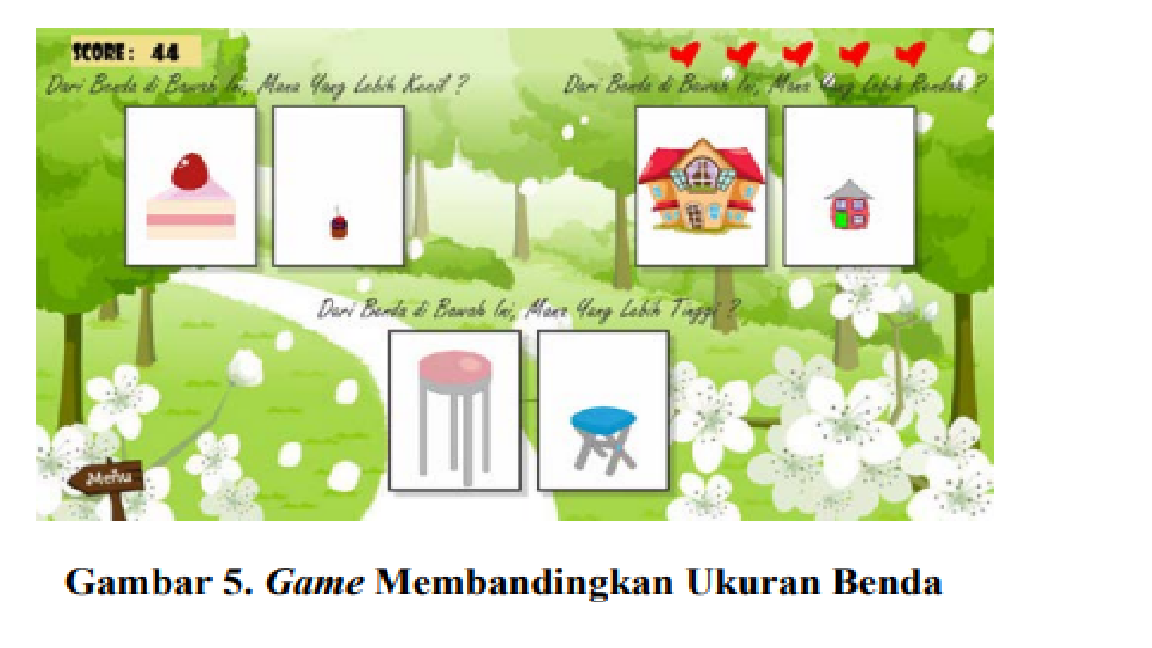 SCORE : 44
Dari Benda di Bawah Ini, Mana Yang Lebih Kecil ?
Dari Benda di Bawah Ini, Mana Yang Lebih Rendah ?
Dari Benda di Bawah Ini, Mana Yang Lebih Tinggi ?
Menu
Gambar 5. Game Membandingkan Ukuran Benda